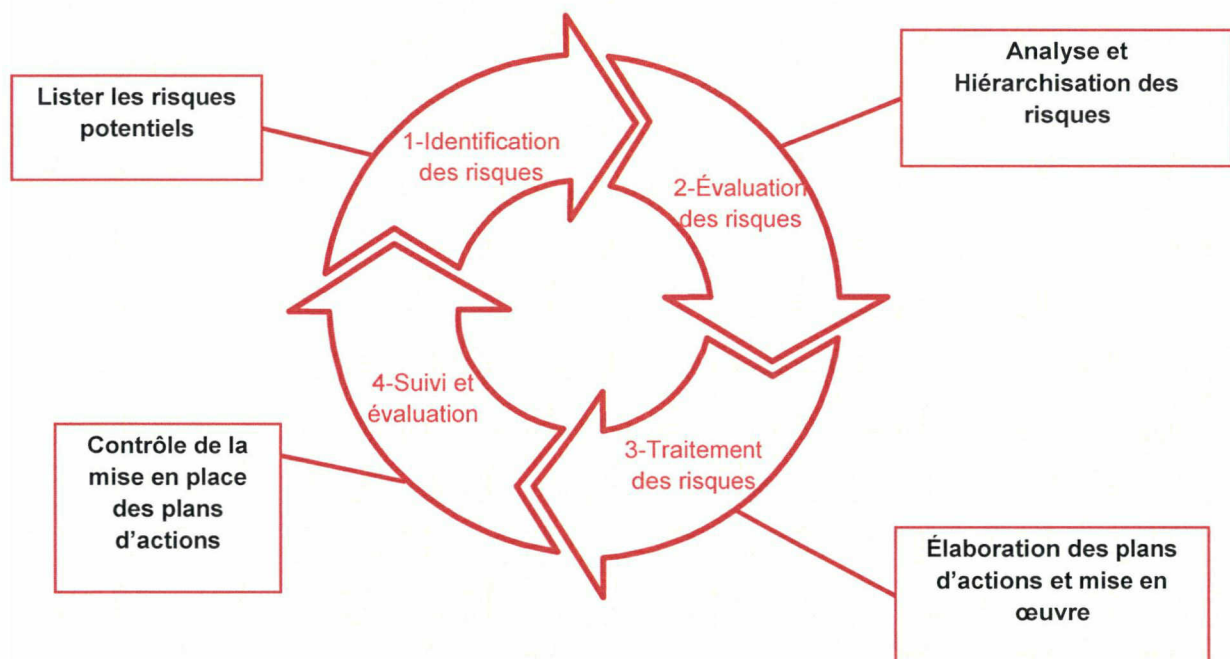 Lister les risques
potentiels
1-Identification
des risques
Analyse et
Hiérarchisation des
risques
2-Évaluation
des risques
3-Traitement
des risques
Élaboration des plans
d'actions et mise en
œuvre
4-Suivi et
évaluation
Contrôle de la
mise en place
des plans
d'actions